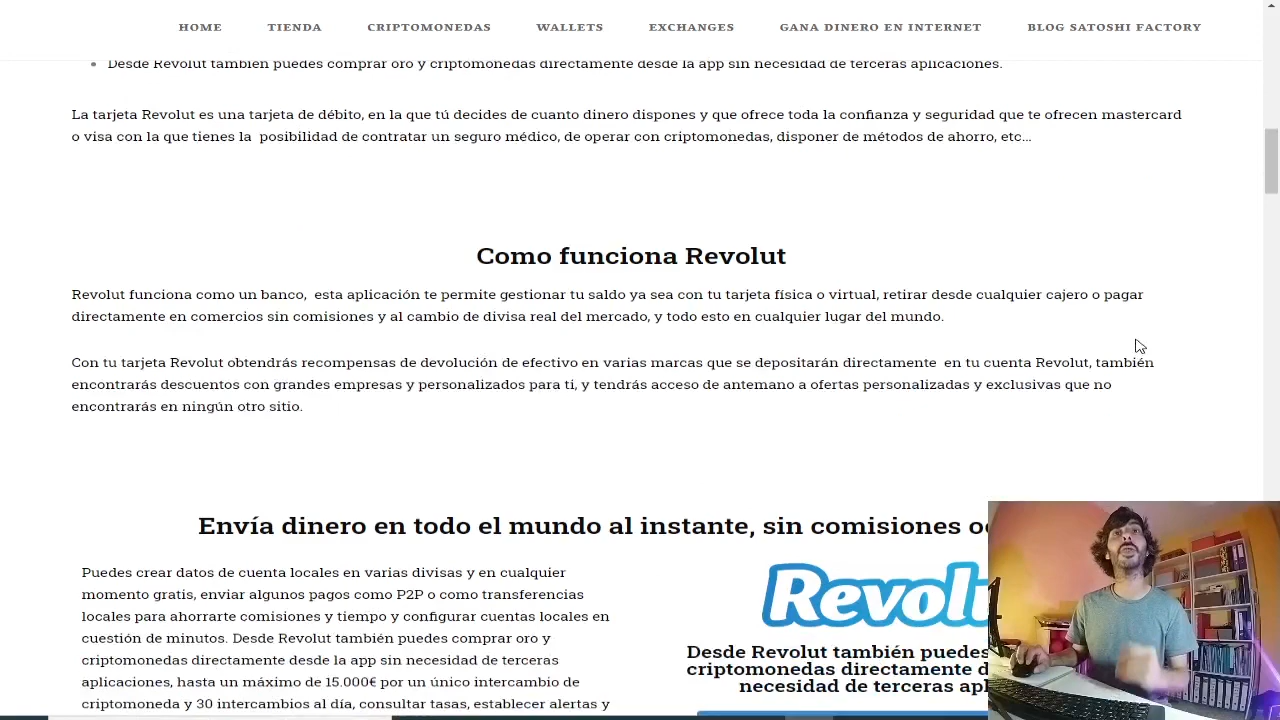 HOME TIENDA CRIPTOMONEDAS WALLETS EXCHANGES GANA DINERO EN INTERNET BLOG SATOSHI FACTORY
Desde Revolut también puedes comprar oro y criptomonedas directamente desde la app sin necesidad de terceras aplicaciones.
La tarjeta Revolut es una tarjeta de débito, en la que tú decides de cuanto dinero dispones y que ofrece toda la confianza y seguridad que te ofrecen mastercard
o visa con la que tienes la posibilidad de contratar un seguro médico, de operar con criptomonedas, disponer de métodos de ahorro, etc...
Como funciona Revolut
Revolut funciona como un banco, esta aplicación te permite gestionar tu saldo ya sea con tu tarjeta física o virtual, retirar desde cualquier cajero o pagar
directamente en comercios sin comisiones y al cambio de divisa real del mercado, y todo esto en cualquier lugar del mundo.
Con tu tarjeta Revolut obtendrás recompensas de devolución de efectivo en varias marcas que se depositarán directamente en tu cuenta Revolut, también
encontrarás descuentos con grandes empresas y personalizados para ti, y tendrás acceso de antemano a ofertas personalizadas y exclusivas que no
encontrarás en ningún otro sitio.
Envía dinero en todo el mundo al instante, sin comisiones
Puedes crear datos de cuenta locales en varias divisas y en cualquier
momento gratis, enviar algunos pagos como P2P o como transferencias
locales para ahorrarte comisiones y tiempo y configurar cuentas locales en
cuestión de minutos. Desde Revolut también puedes comprar oro y
criptomonedas directamente desde la app sin necesidad de terceras
aplicaciones, hasta un máximo de 15.000€ por un único intercambio de
criptomoneda y 30 intercambios al día, consultar tasas, establecer alertas y
Revolu
Desde Revolut también puedes
criptomonedas directamente d
necesidad de terceras apl